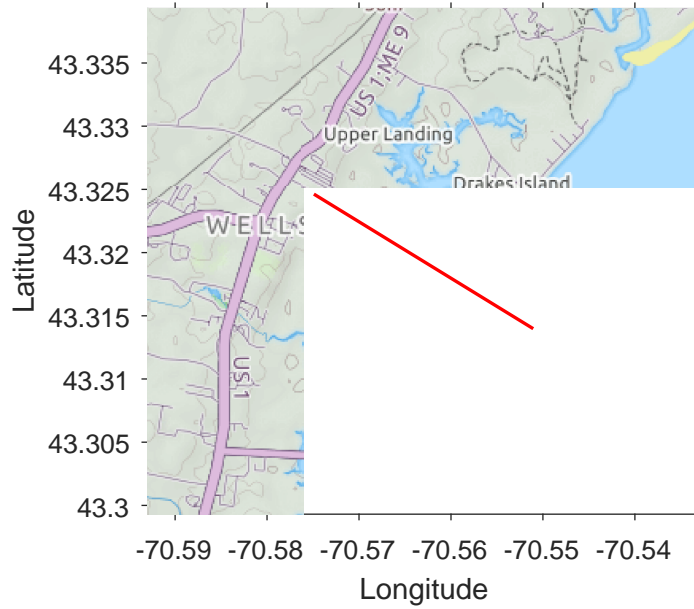 US 1;ME 9
Upper Landing
Drakes Island
WELLS
US 1
43.335
43.33
43.325
43.32
43.315
43.31
43.305
43.3
Latitude
-70.59 -70.58 -70.57 -70.56 -70.55 -70.54
Longitude